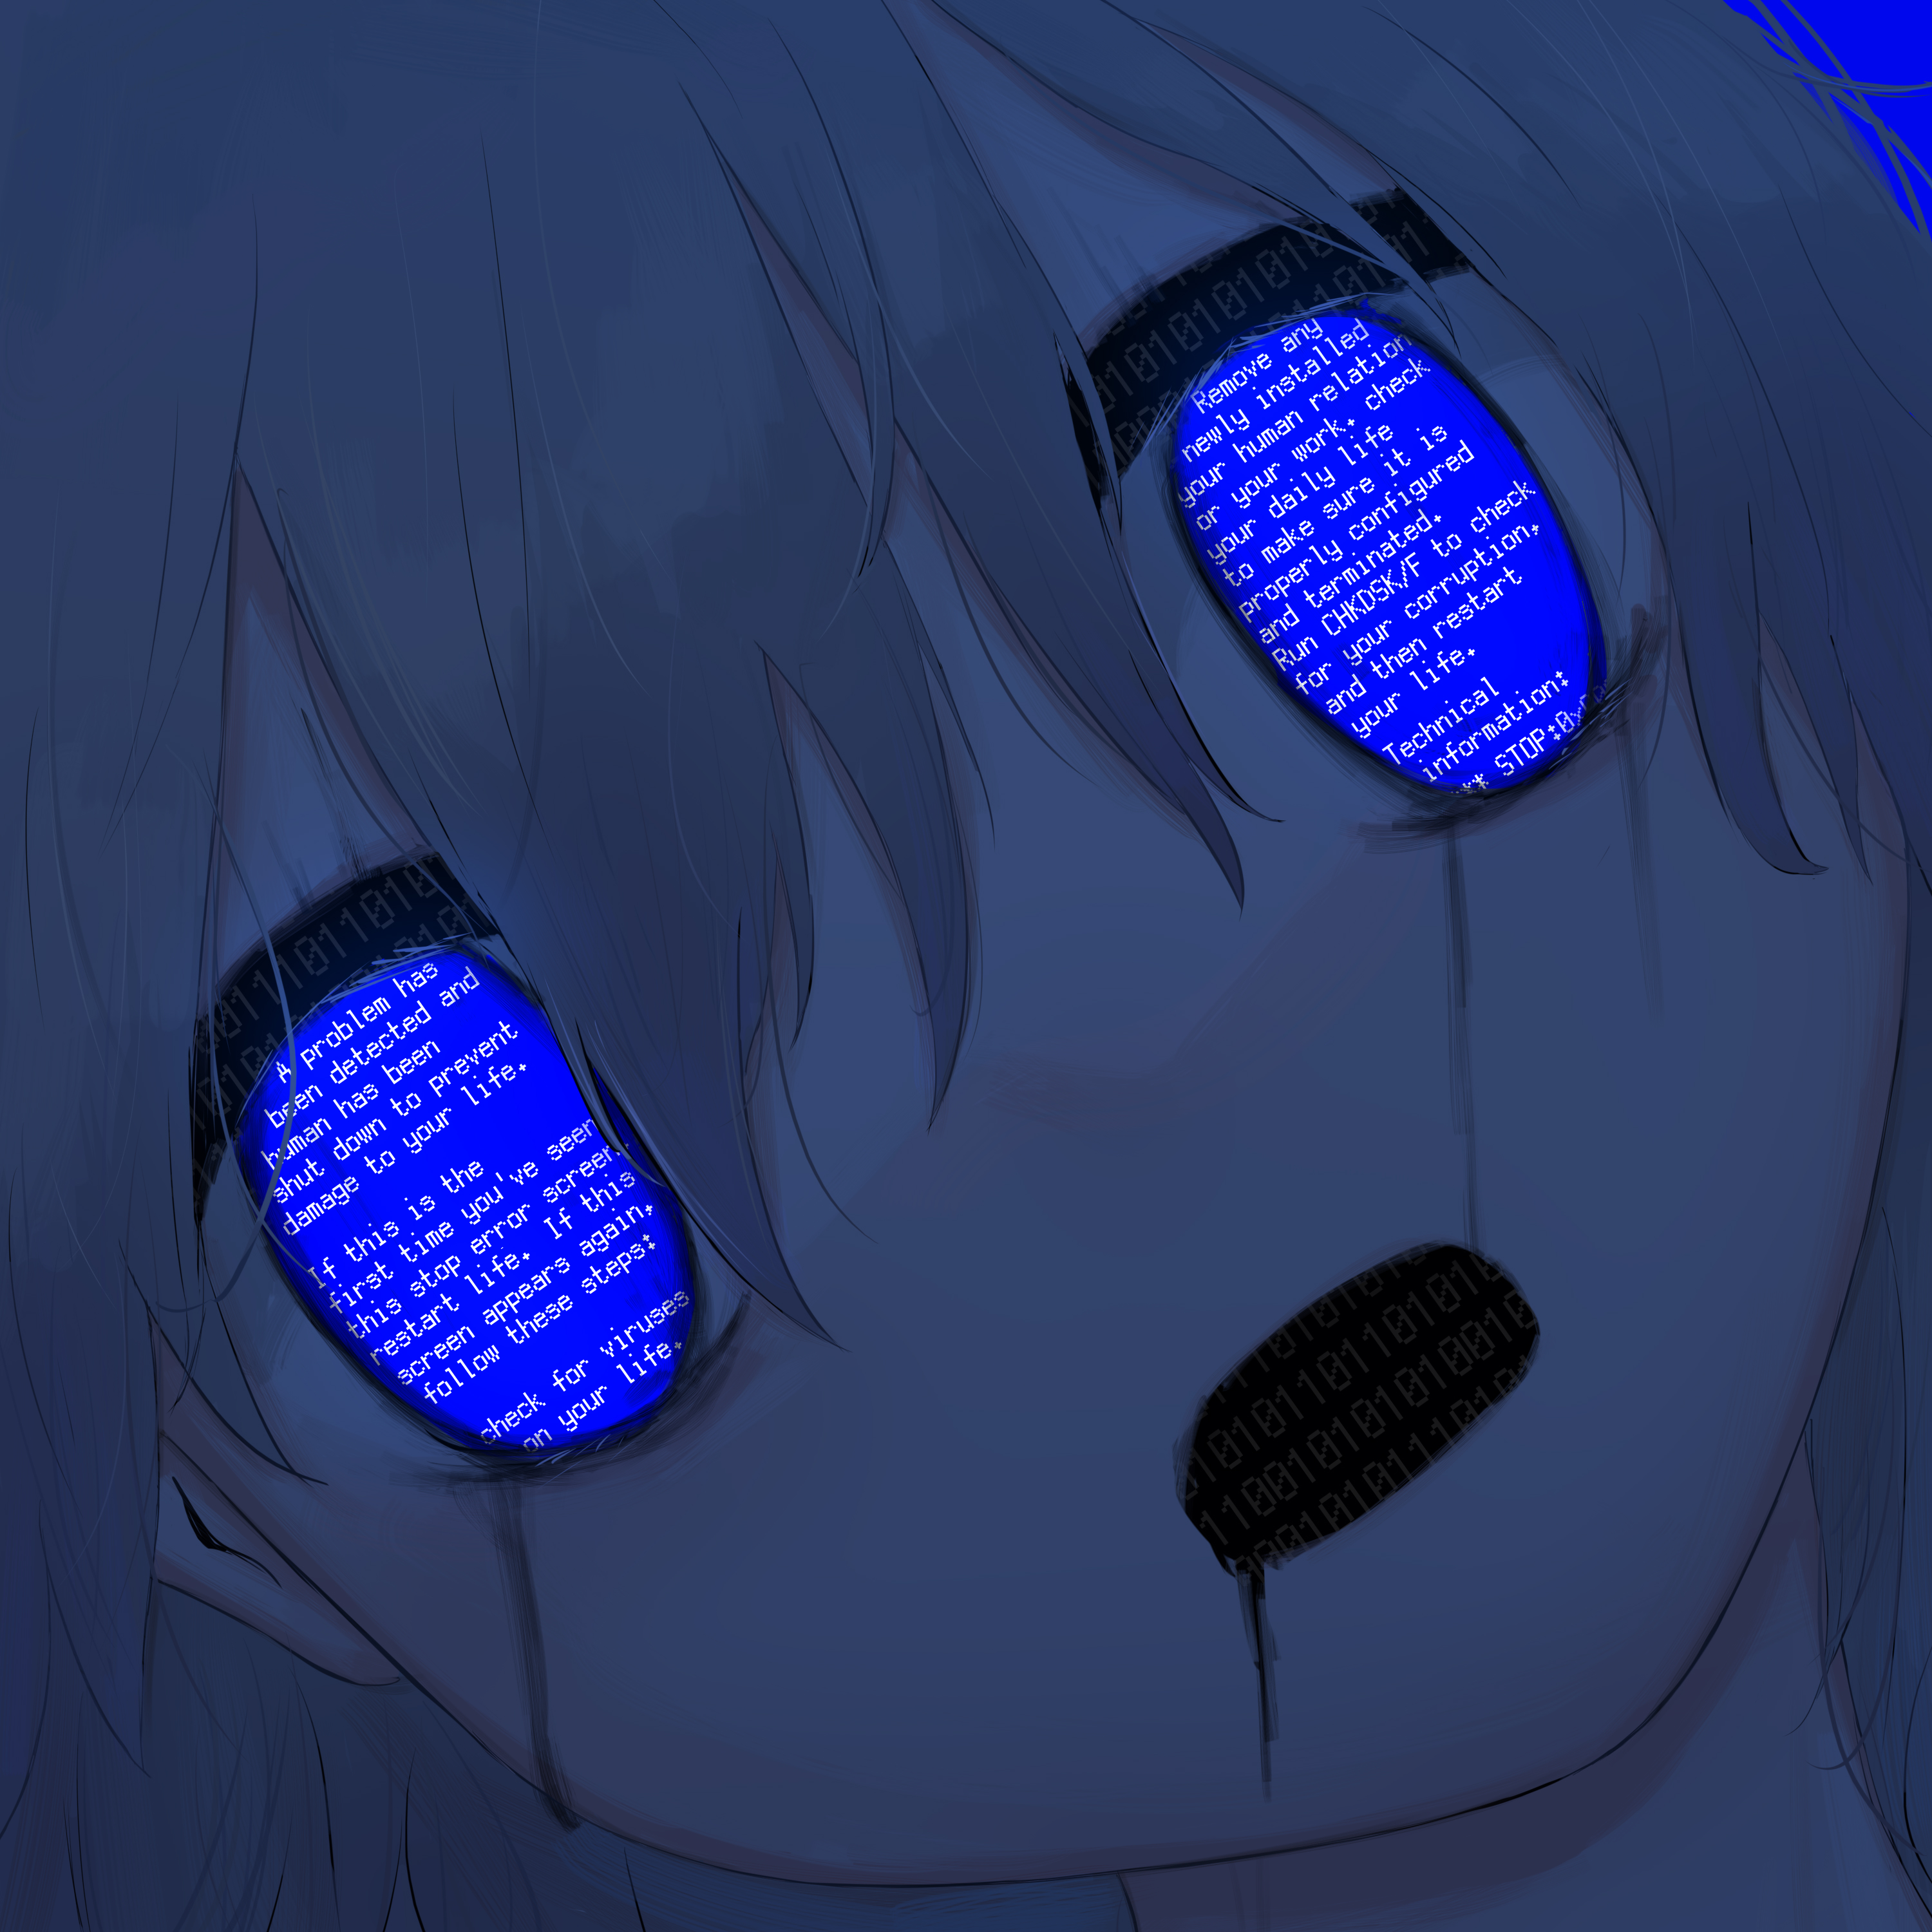 A problem has
been detected and
human has been
shut down to prevent
damage to your life.
If this is the
first time you've seen
this stop error screen.
restart life. If this
screen appears again,
follow these steps:
check for viruses
on your life.
Remove any
newly installed
your human relation
or your work. check
your daily life
to make sure it is
properly configured
and terminated.
Run CHKDSK/F to check
for your corruption,
and then restart
your life.
Technical
information:
STOP: